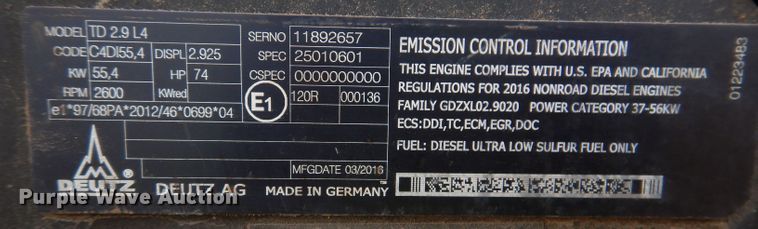 MODEL TD 2.9 L4
CODE C4DI55,4 DISPL 2.925
KW 55,4 HP 74
RPM 2600 KWred
e1*97/68PA*2012/46*0699*04
SERNO 11892657
SPEC 25010601
CSPEC 0000000000
E1 120R 000136
MFGDATE 03/2016
DEUTZ DEUTZ AG MADE IN GERMANY
EMISSION CONTROL INFORMATION
THIS ENGINE COMPLIES WITH U.S. EPA AND CALIFORNIA
REGULATIONS FOR 2016 NONROAD DIESEL ENGINES
FAMILY GDZXL02.9020 POWER CATEGORY 37-56KW
ECS:DDI,TC,ECM,EGR,DOC
FUEL: DIESEL ULTRA LOW SULFUR FUEL ONLY
01223483
Purple Wave Auction